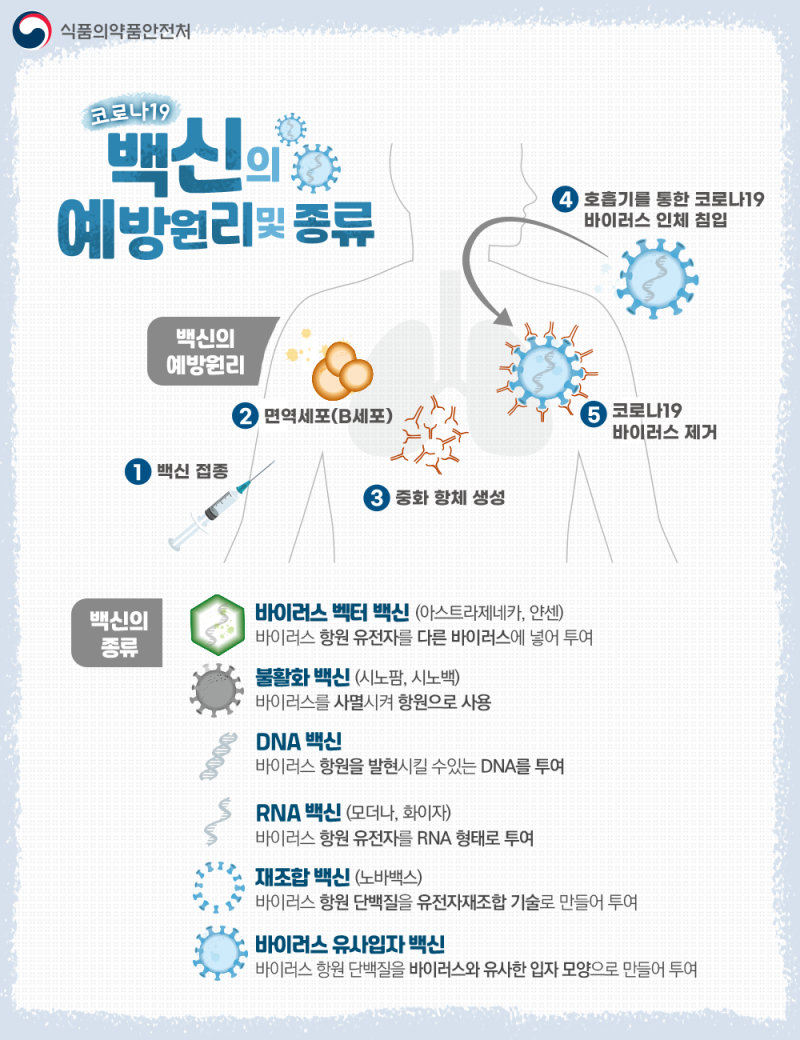 식품의약품안전처
코로나19
백신의
예방원리 및 종류
백신의
예방원리
1 백신 접종
2 면역세포(B세포)
3 중화 항체 생성
4 호흡기를 통한 코로나19
바이러스 인체 침입
5 코로나19
바이러스 제거
백신의
종류
바이러스 벡터 백신 (아스트라제네카, 얀센)
바이러스 항원 유전자를 다른 바이러스에 넣어 투여
불활화 백신 (시노팜, 시노백)
바이러스를 사멸시켜 항원으로 사용
DNA 백신
바이러스 항원을 발현시킬 수있는 DNA를 투여
RNA 백신 (모더나, 화이자)
바이러스 항원 유전자를 RNA 형태로 투여
재조합 백신 (노바백스)
바이러스 항원 단백질을 유전자재조합 기술로 만들어 투여
바이러스 유사입자 백신
바이러스 항원 단백질을 바이러스와 유사한 입자 모양으로 만들어 투여